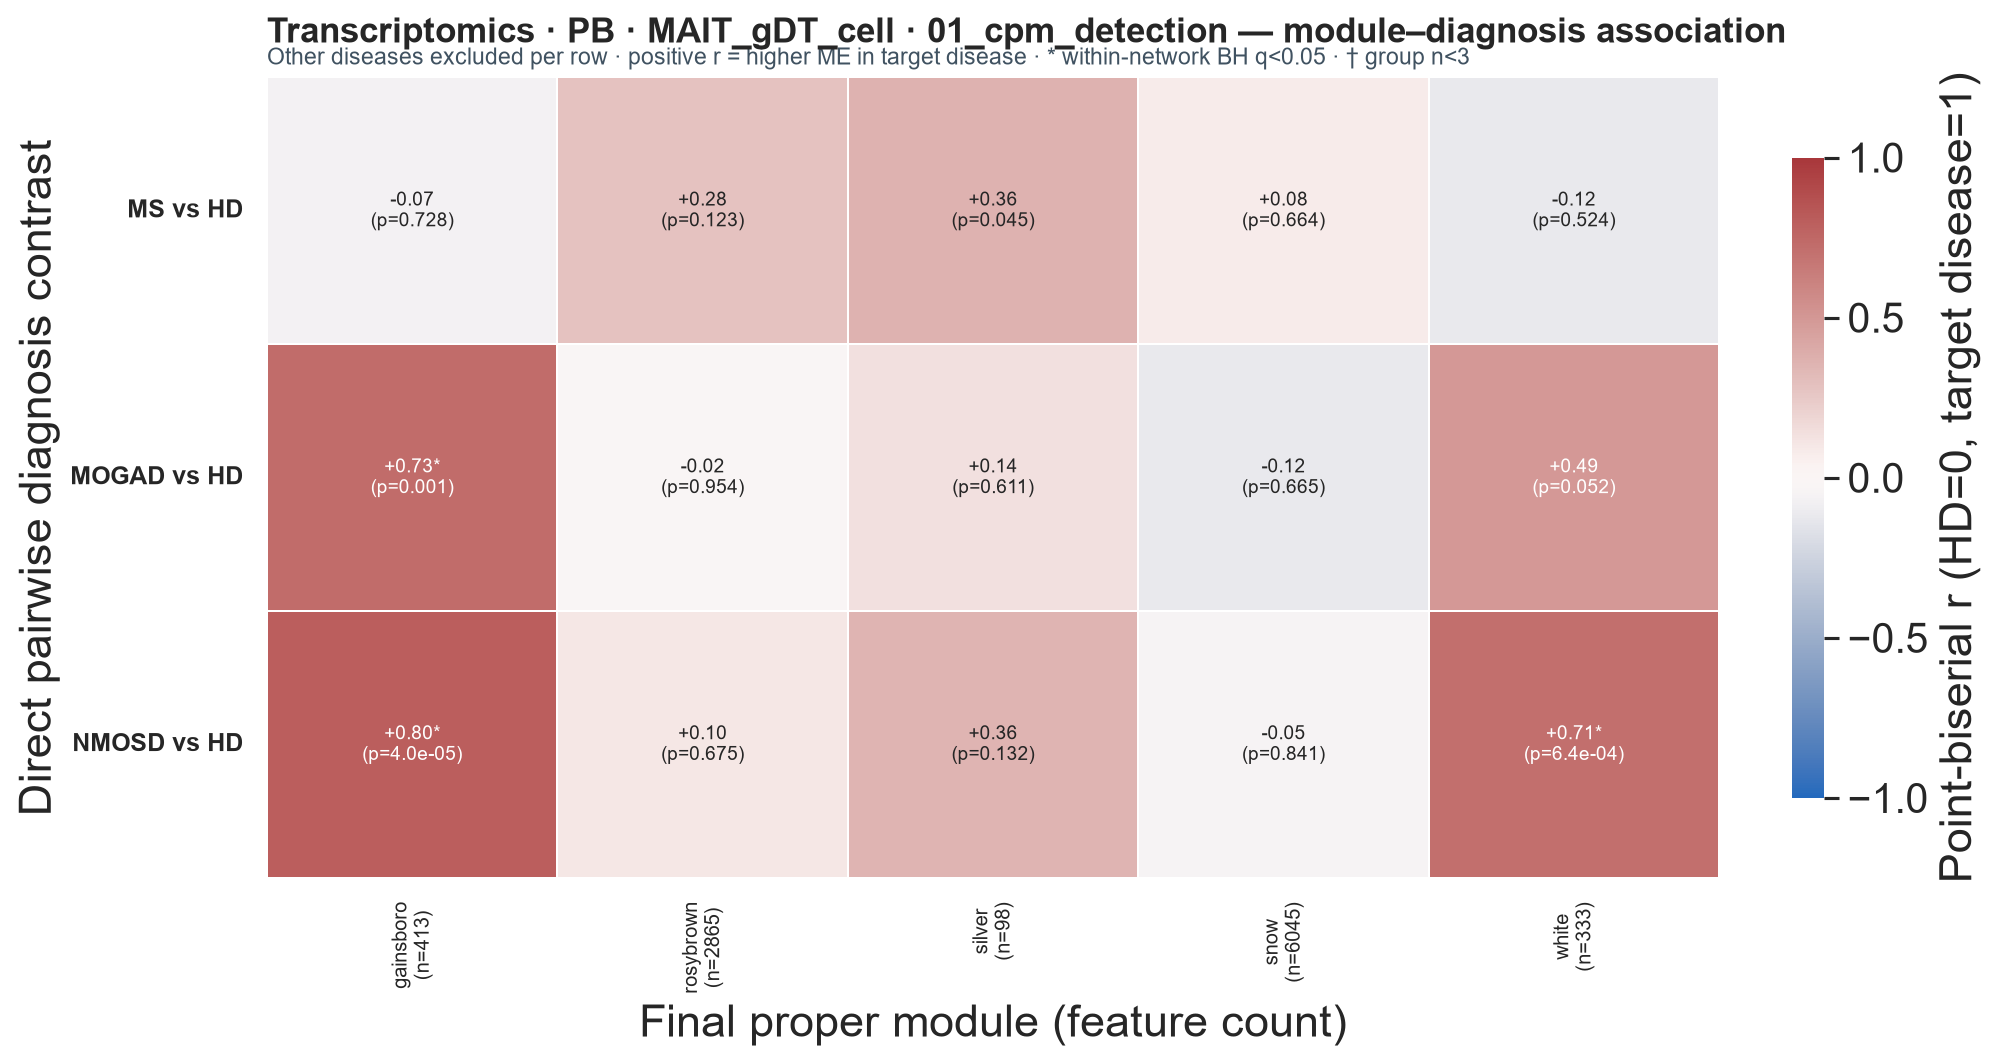 Transcriptomics · PB · MAIT_gDT_cell · 01_cpm_detection — module–diagnosis association
Other diseases excluded per row · positive r = higher ME in target disease · * within-network BH q<0.05 · † group n<3
Direct pairwise diagnosis contrast
MS vs HD
-0.07
(p=0.728)
+0.28
(p=0.123)
+0.36
(p=0.045)
+0.08
(p=0.664)
-0.12
(p=0.524)
MOGAD vs HD
+0.73*
(p=0.001)
-0.02
(p=0.954)
+0.14
(p=0.611)
-0.12
(p=0.665)
+0.49
(p=0.052)
NMOSD vs HD
+0.80*
(p=4.0e-05)
+0.10
(p=0.675)
+0.36
(p=0.132)
-0.05
(p=0.841)
+0.71*
(p=6.4e-04)
gainsboro
(n=413)
rosybrown
(n=2865)
silver
(n=98)
snow
(n=6045)
white
(n=333)
Final proper module (feature count)
1.0
0.5
0.0
−0.5
−1.0
Point-biserial r (HD=0, target disease=1)